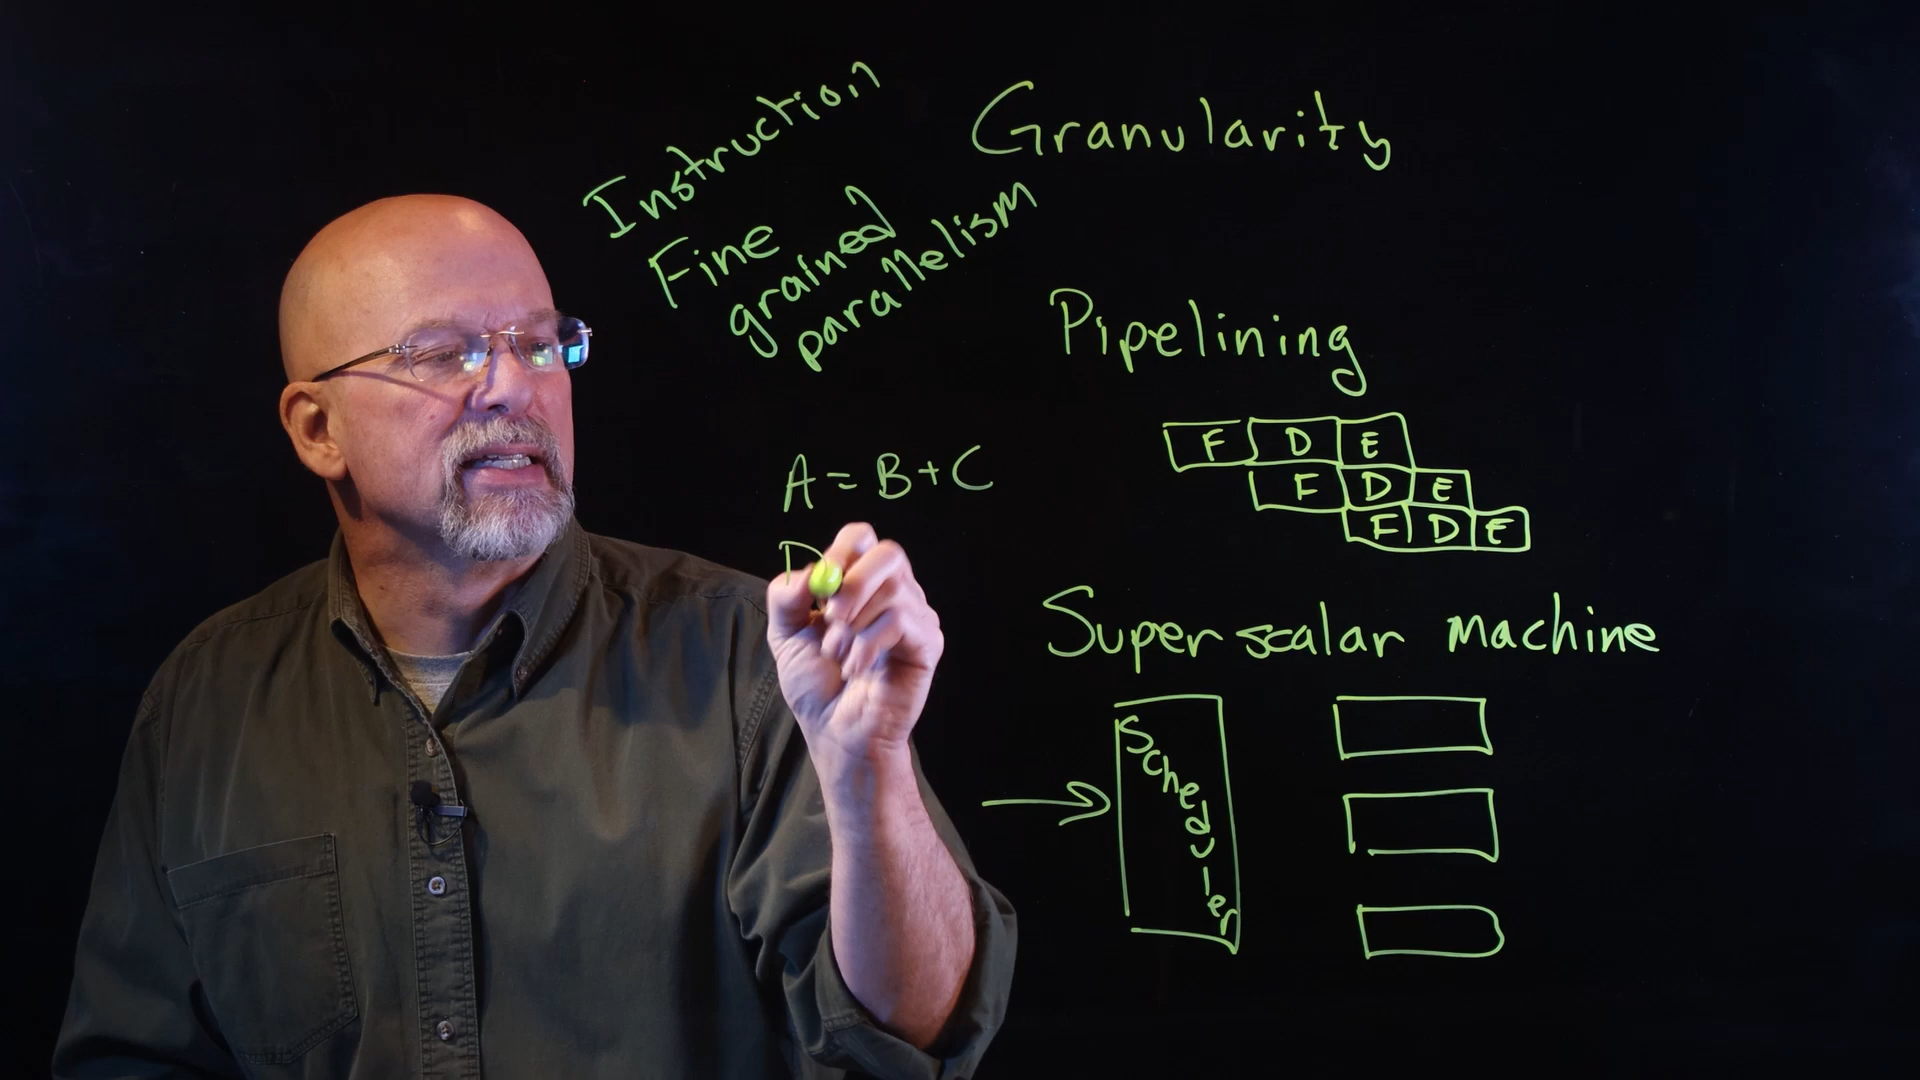 Granularity
Instruction
Fine
grained
parallelism
Pipelining
F D E
F D E
F D E
A = B + C
D
Superscalar machine
Scheduler